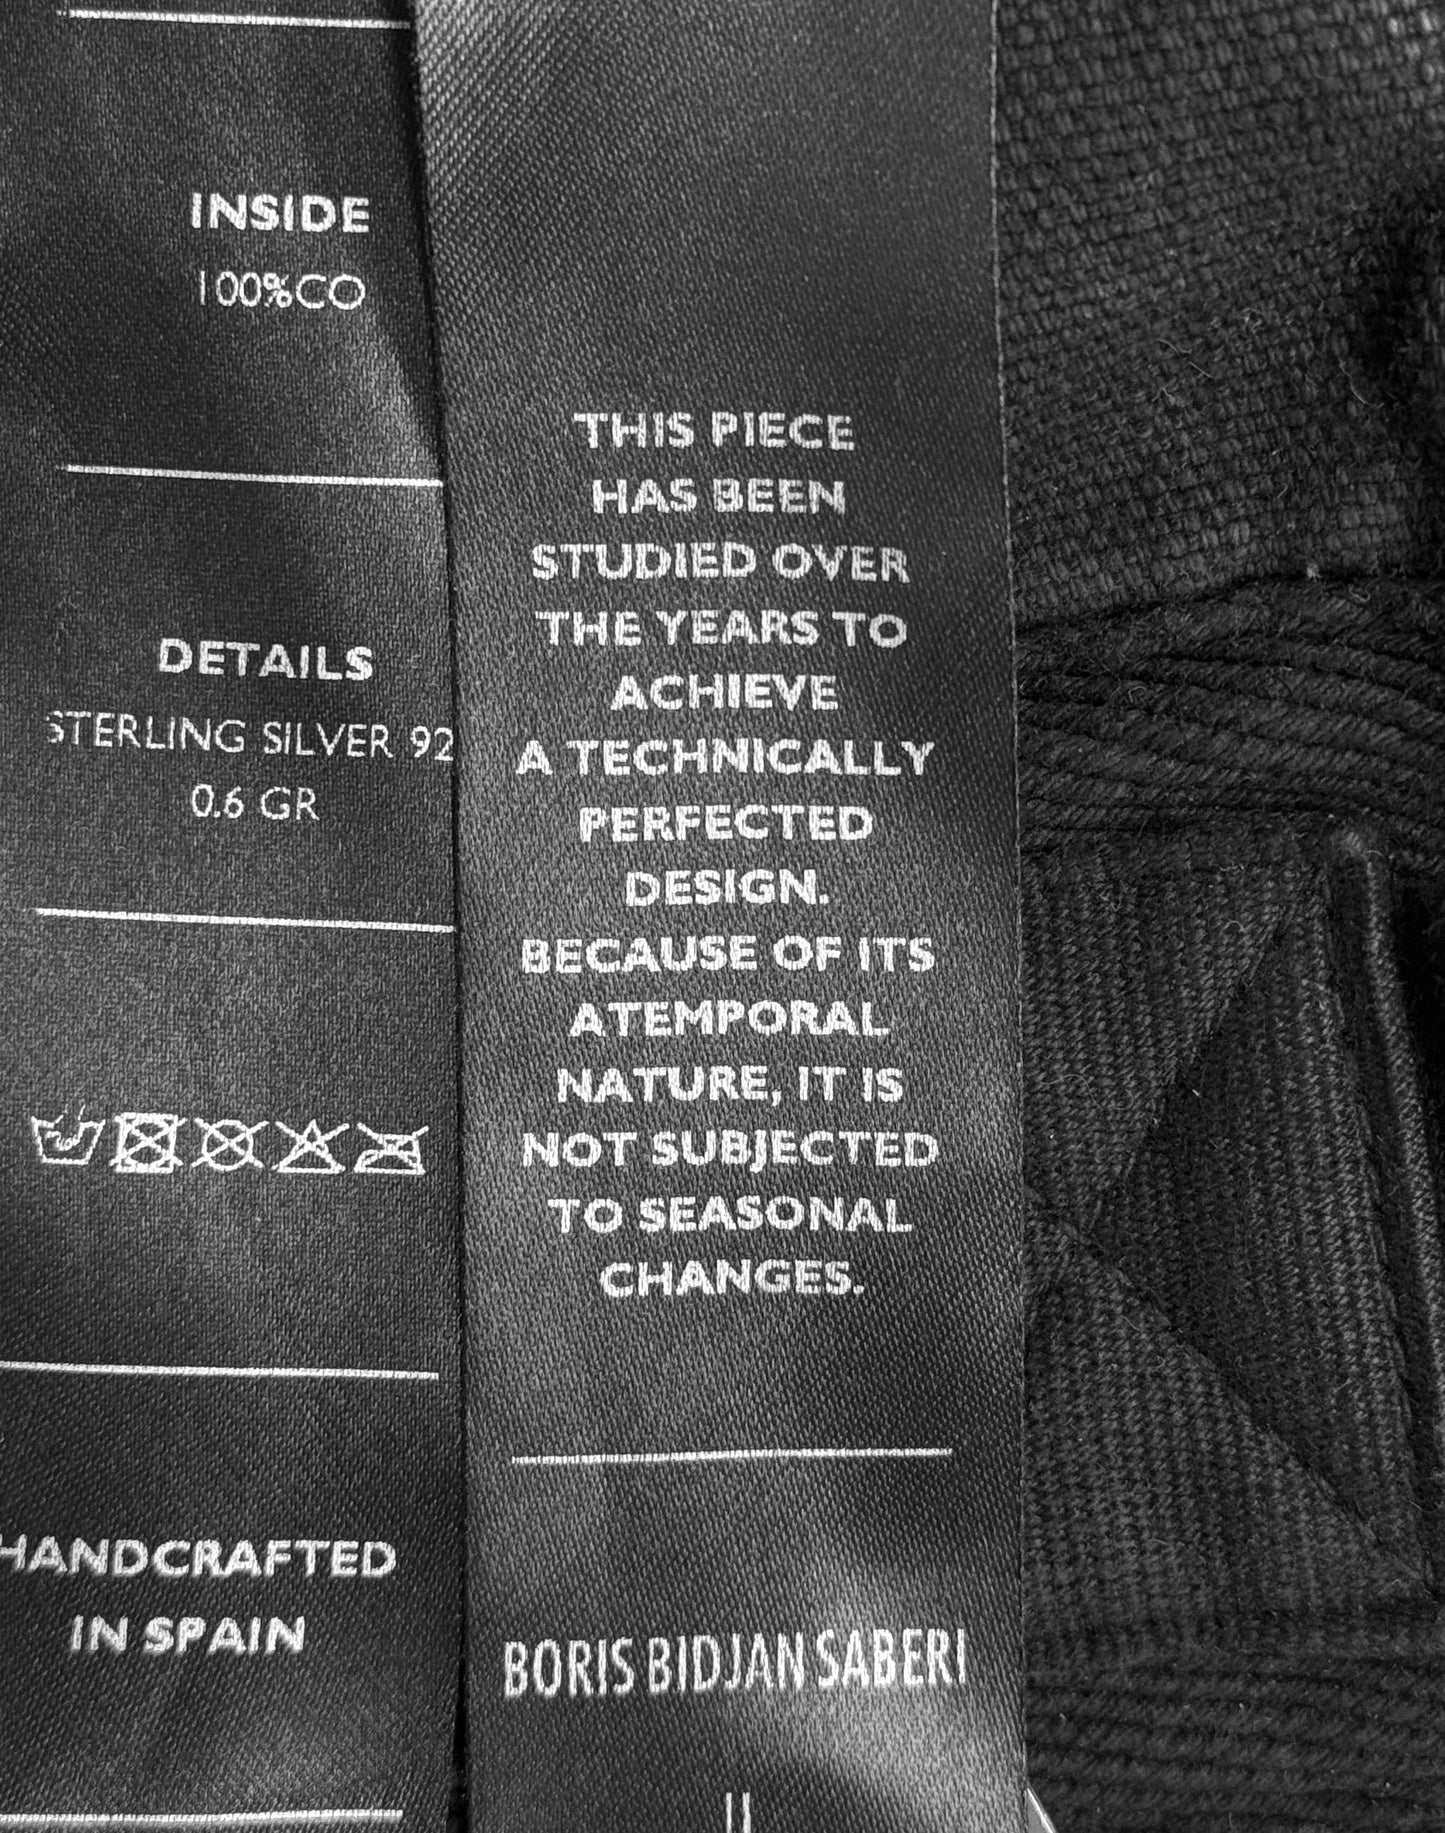 INSIDE
100%CO
DETAILS
STERLING SILVER 92
0.6 GR
HANDCRAFTED
IN SPAIN
THIS PIECE
HAS BEEN
STUDIED OVER
THE YEARS TO
ACHIEVE
A TECHNICALLY
PERFECTED
DESIGN.
BECAUSE OF ITS
ATEMPORAL
NATURE, IT IS
NOT SUBJECTED
TO SEASONAL
CHANGES.
BORIS BIDJAN SABERI